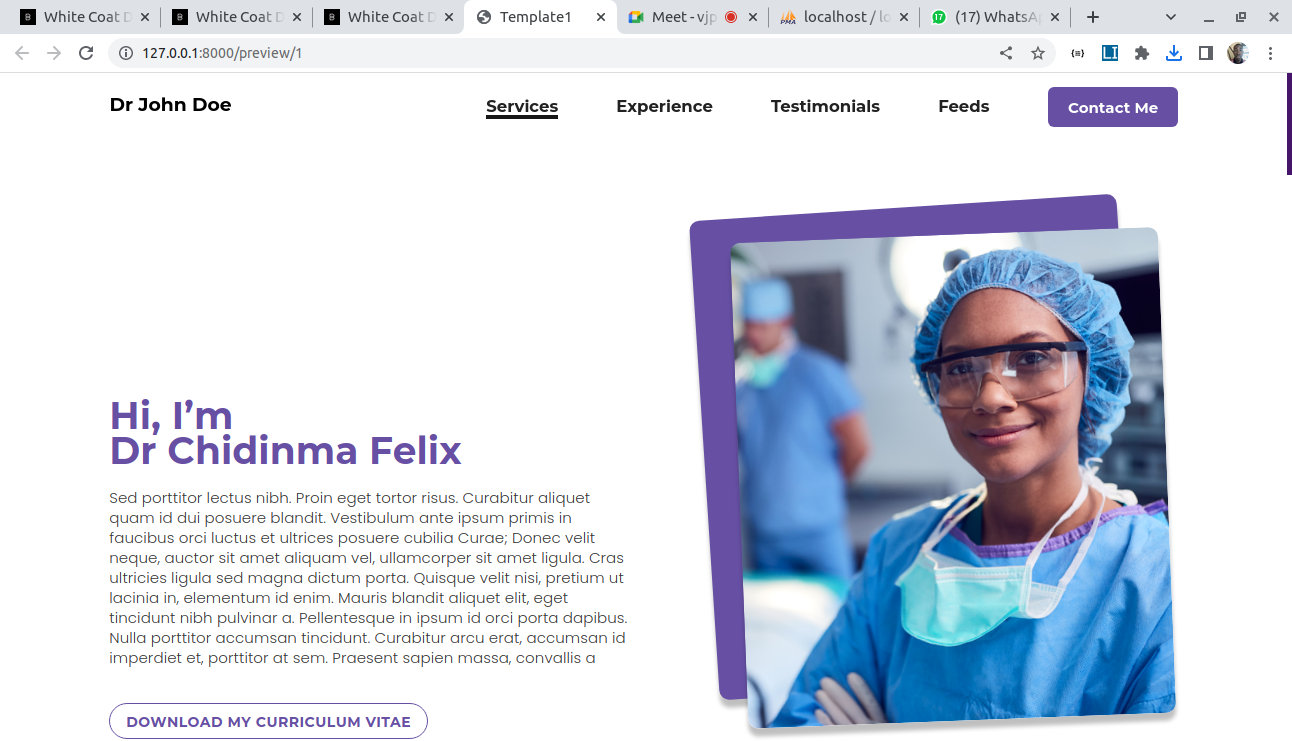 White Coat D
White Coat D
White Coat D
Template1
Meet - vjp
localhost / lo
(17) WhatsA
127.0.0.1:8000/preview/1
Dr John Doe
Services
Experience
Testimonials
Feeds
Contact Me
Hi, I’m
Dr Chidinma Felix
Sed porttitor lectus nibh. Proin eget tortor risus. Curabitur aliquet
quam id dui posuere blandit. Vestibulum ante ipsum primis in
faucibus orci luctus et ultrices posuere cubilia Curae; Donec velit
neque, auctor sit amet aliquam vel, ullamcorper sit amet ligula. Cras
ultricies ligula sed magna dictum porta. Quisque velit nisi, pretium ut
lacinia in, elementum id enim. Mauris blandit aliquet elit, eget
tincidunt nibh pulvinar a. Pellentesque in ipsum id orci porta dapibus.
Nulla porttitor accumsan tincidunt. Curabitur arcu erat, accumsan id
imperdiet et, porttitor at sem. Praesent sapien massa, convallis a
DOWNLOAD MY CURRICULUM VITAE